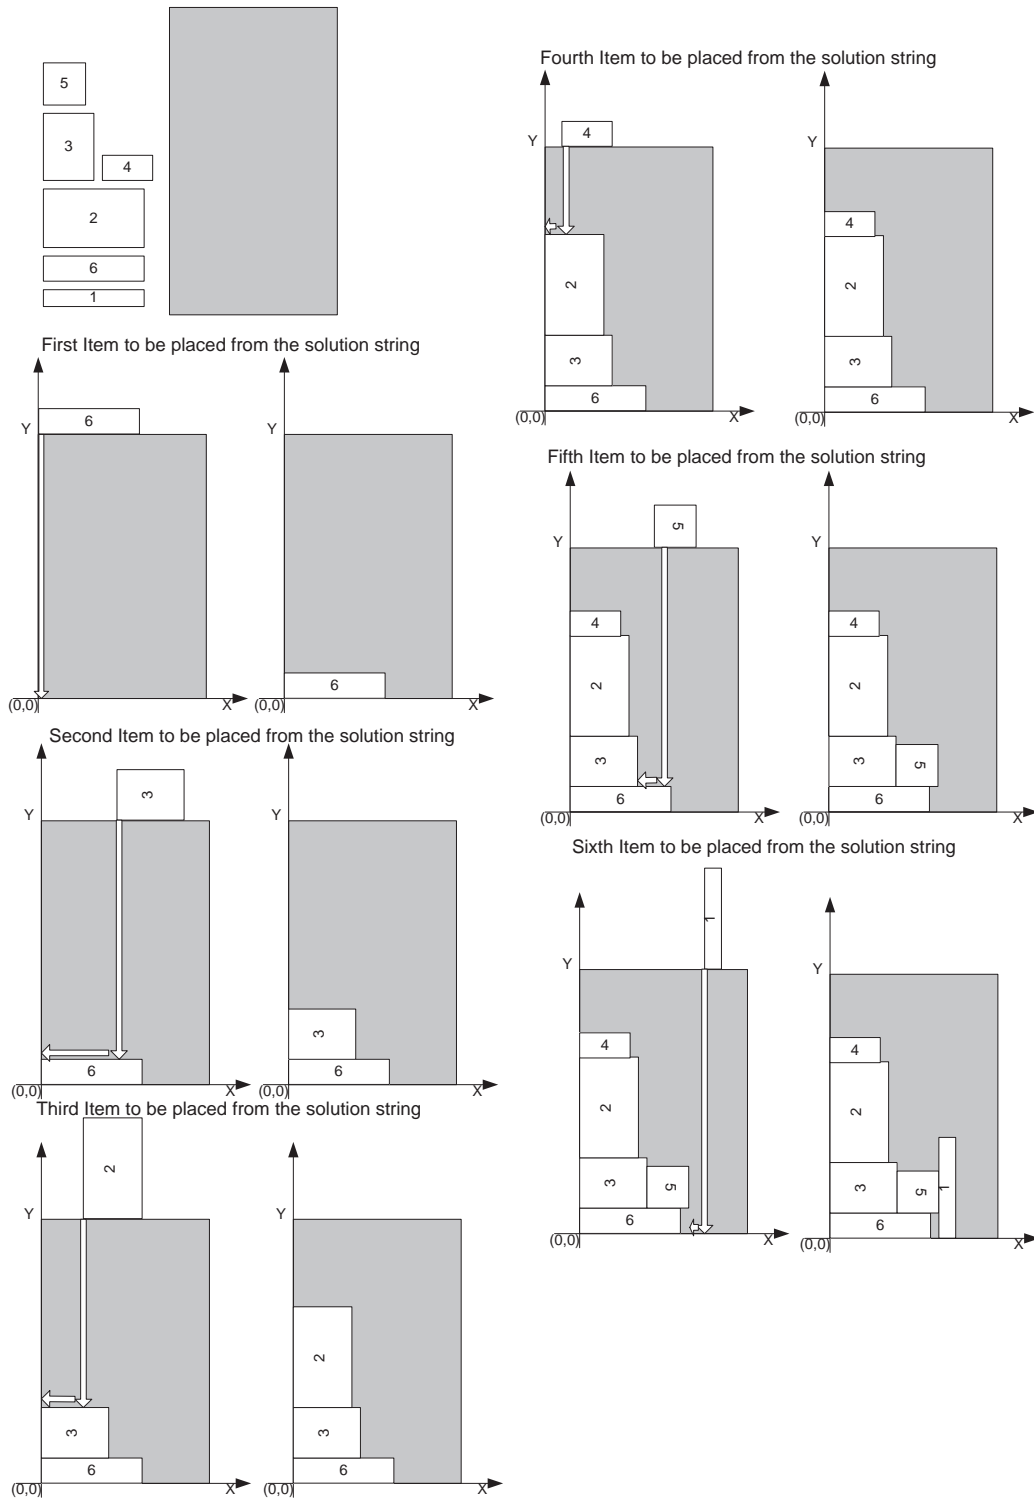 5
3
4
2
6
1
First Item to be placed from the solution string
6
Y
(0,0)
X
Y
6
(0,0)
X
Second Item to be placed from the solution string
3
Y
6
(0,0)
X
Y
3
6
(0,0)
X
Third Item to be placed from the solution string
2
Y
3
6
(0,0)
X
Y
2
3
6
(0,0)
X
Fourth Item to be placed from the solution string
4
Y
2
3
6
(0,0)
X
Y
4
2
3
6
(0,0)
X
Fifth Item to be placed from the solution string
5
Y
4
2
3
6
(0,0)
X
Y
4
2
3
5
6
(0,0)
X
Sixth Item to be placed from the solution string
1
Y
4
2
3
5
6
(0,0)
X
Y
4
2
3
5
1
6
(0,0)
X